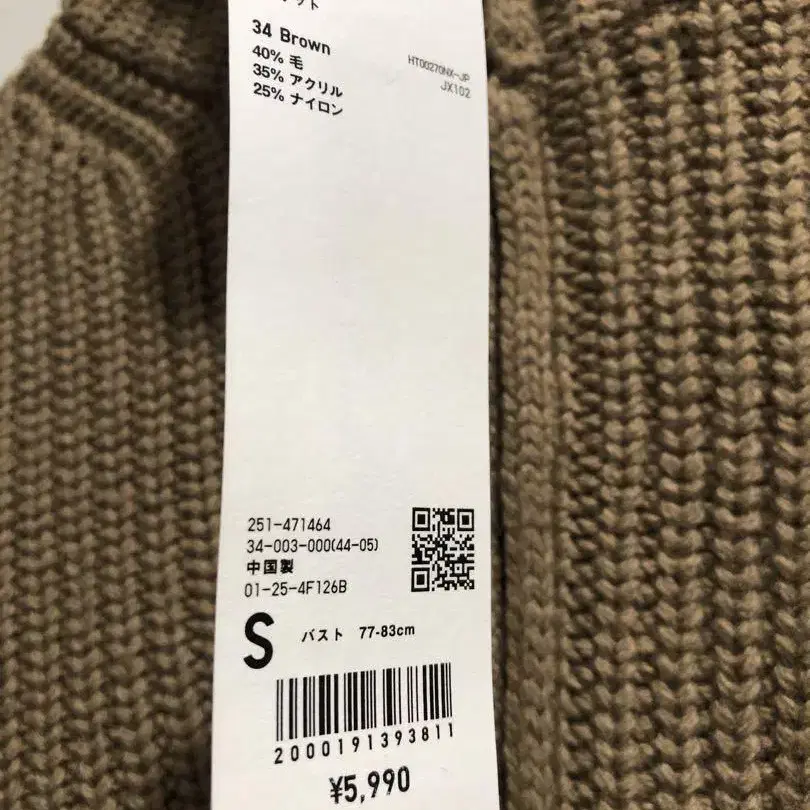 34 Brown
40% 毛
35% アクリル
25% ナイロン
HT00270NX-JP
JX102
251-471464
34-003-000(44-05)
中国製
01-25-4F126B
S バスト 77-83cm
2000191393811
¥5,990